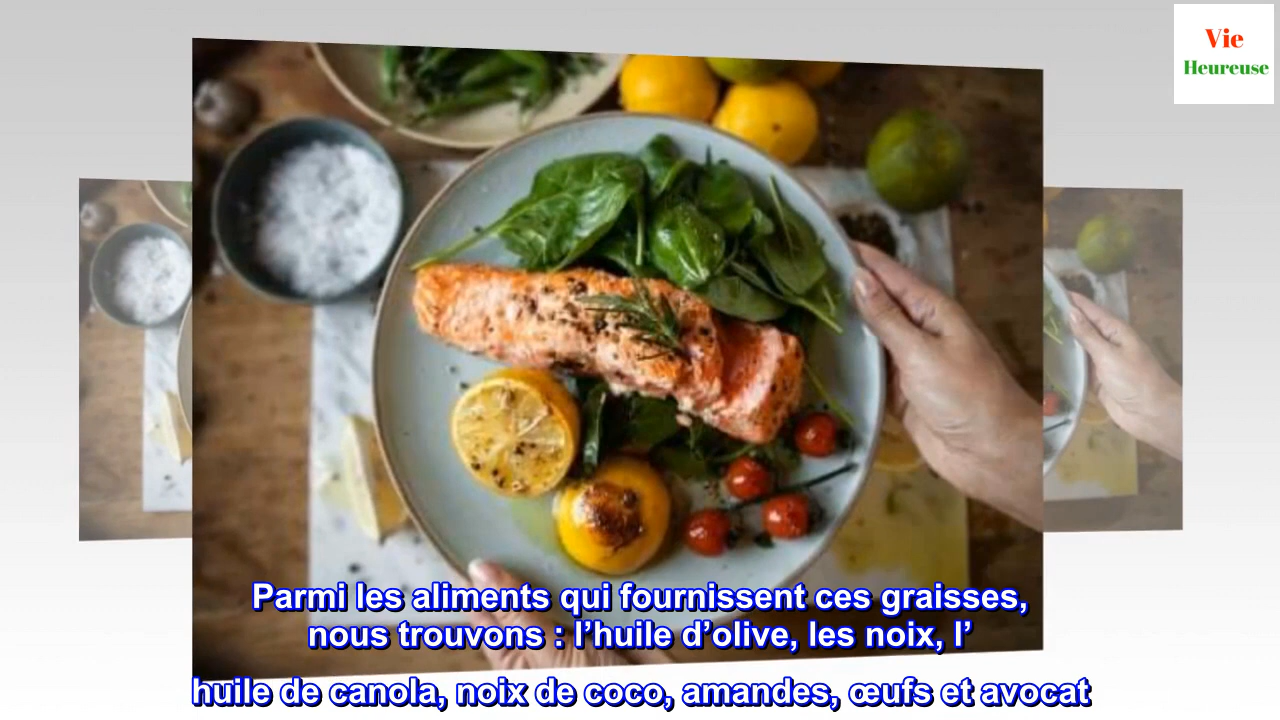 Vie
Heureuse
Parmi les aliments qui fournissent ces graisses,
nous trouvons : l’huile d’olive, les noix, l’
huile de canola, noix de coco, amandes, œufs et avocat